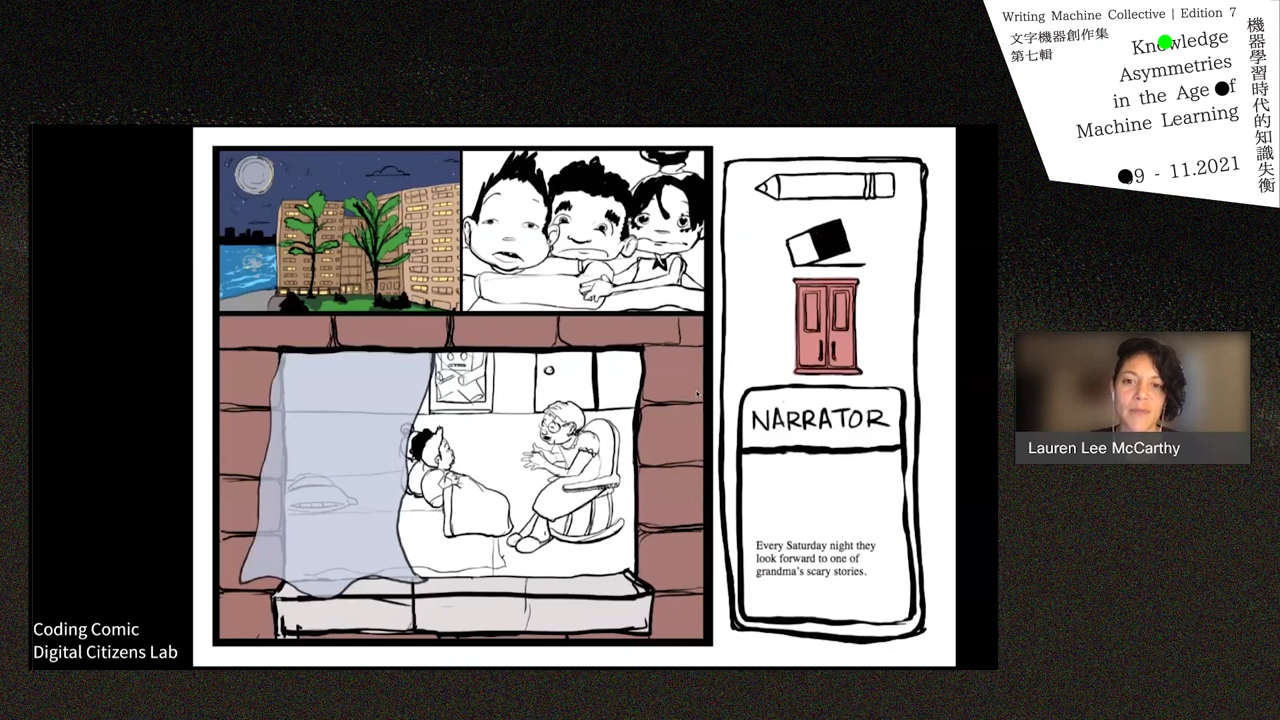 Writing Machine Collective | Edition 7
文字機器創作集
第七輯
Knowledge
Asymmetries
in the Age of
Machine Learning
09 - 11.2021
機器學習時代的知識失衡
NARRATOR
Every Saturday night they
look forward to one of
grandma's scary stories.
Lauren Lee McCarthy
Coding Comic
Digital Citizens Lab